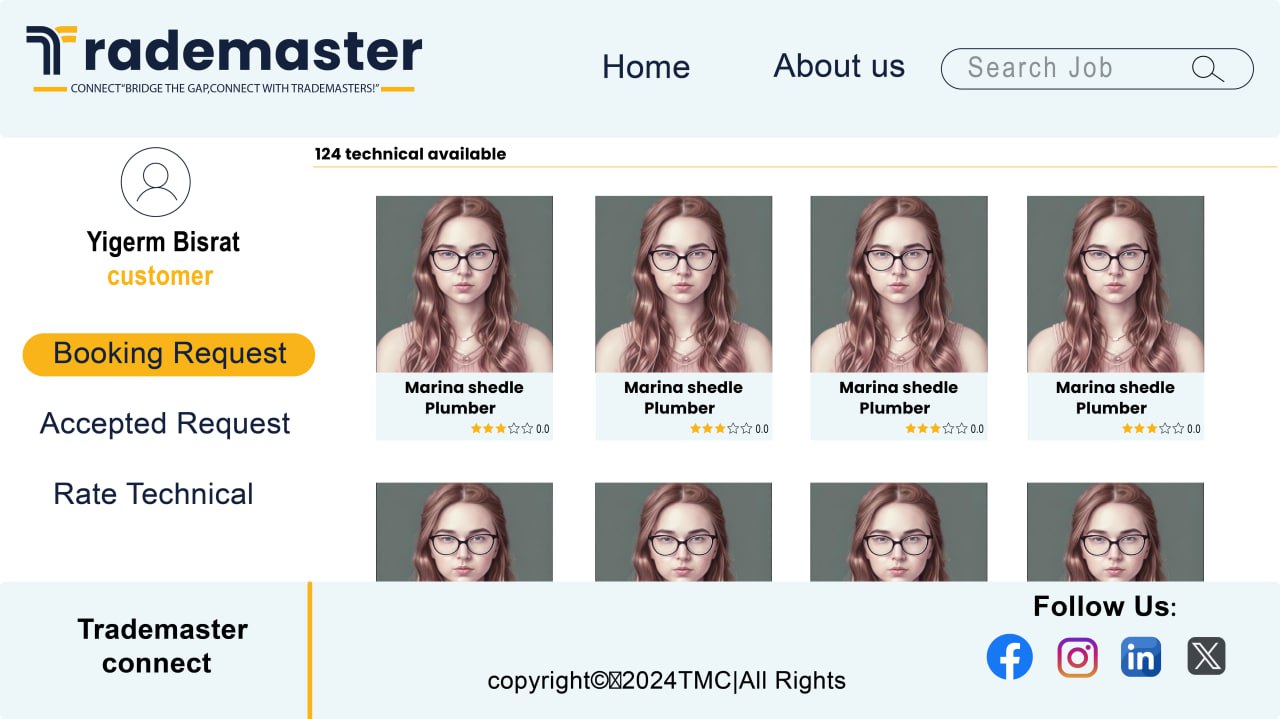 Trademaster
CONNECT“BRIDGE THE GAP,CONNECT WITH TRADEMASTERS!”
Home
About us
Search Job
124 technical available
Yigerm Bisrat
customer
Booking Request
Accepted Request
Rate Technical
Marina shedle
Plumber
0.0
Marina shedle
Plumber
0.0
Marina shedle
Plumber
0.0
Marina shedle
Plumber
0.0
Trademaster
connect
copyright©2024TMC|All Rights
Follow Us: